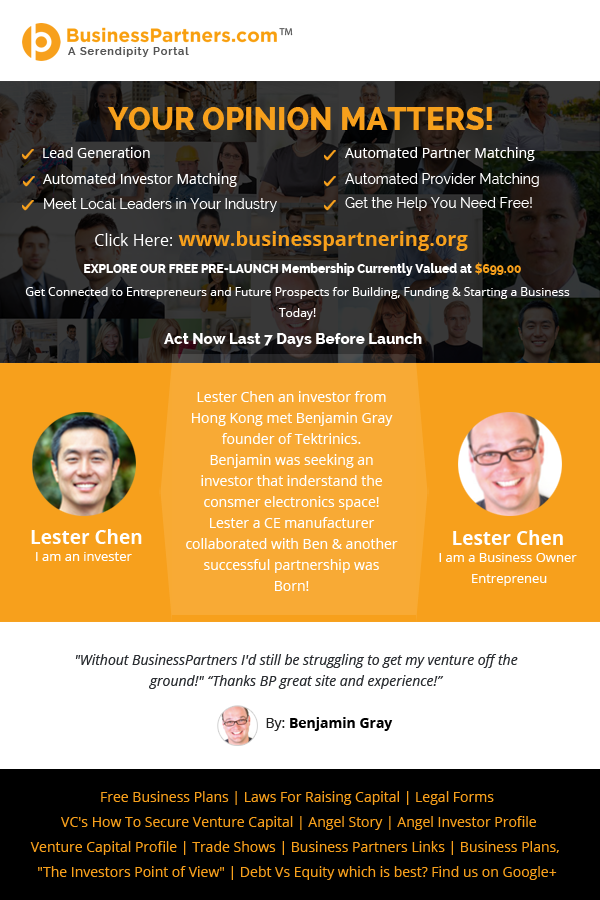 BusinessPartners.com™
A Serendipity Portal
YOUR OPINION MATTERS!
Lead Generation
Automated Partner Matching
Automated Investor Matching
Automated Provider Matching
Meet Local Leaders in Your Industry
Get the Help You Need Free!
Click Here: www.businesspartnering.org
EXPLORE OUR FREE PRE-LAUNCH Membership Currently Valued at $699.00
Get Connected to Entrepreneurs and Future Prospects for Building, Funding & Starting a Business
Today!
Act Now Last 7 Days Before Launch
Lester Chen an investor from
Hong Kong met Benjamin Gray
founder of Tektrinics.
Benjamin was seeking an
investor that inderstand the
consmer electronics space!
Lester a CE manufacturer
collaborated with Ben & another
successful partnership was
Born!
Lester Chen
I am an invester
Lester Chen
I am a Business Owner
Entrepreneu
"Without BusinessPartners I'd still be struggling to get my venture off the
ground!" “Thanks BP great site and experience!”
By: Benjamin Gray
Free Business Plans | Laws For Raising Capital | Legal Forms
VC's How To Secure Venture Capital | Angel Story | Angel Investor Profile
Venture Capital Profile | Trade Shows | Business Partners Links | Business Plans,
"The Investors Point of View" | Debt Vs Equity which is best? Find us on Google+